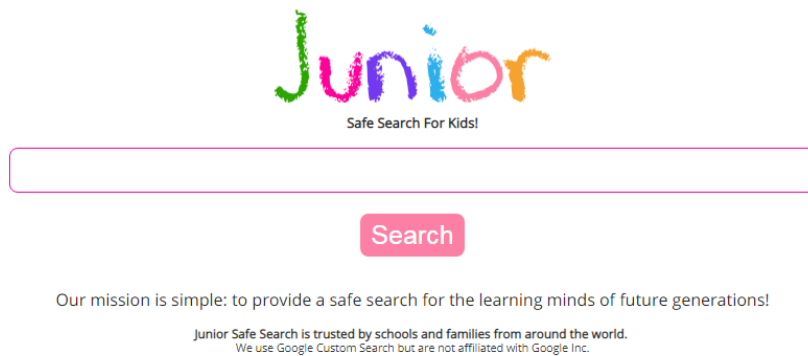 Junior
Safe Search For Kids!
Search
Our mission is simple: to provide a safe search for the learning minds of future generations!
Junior Safe Search is trusted by schools and families from around the world.
We use Google Custom Search but are not affiliated with Google Inc.